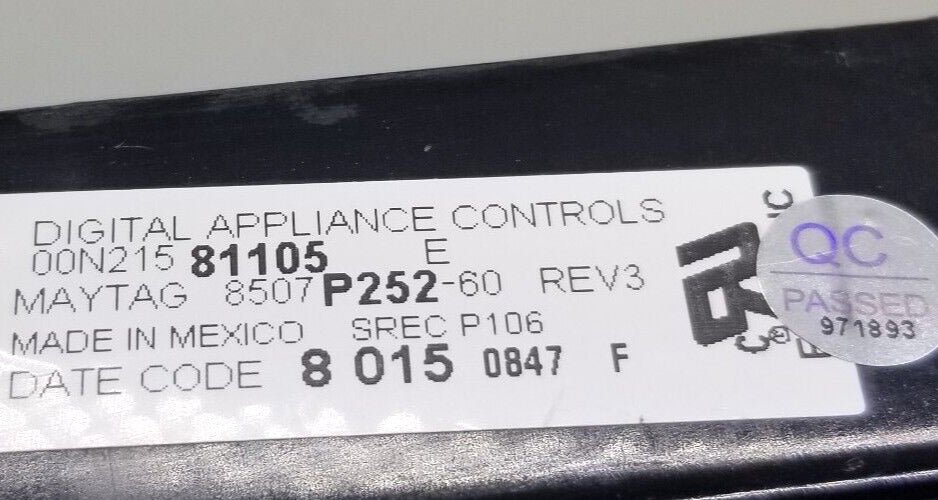 DIGITAL APPLIANCE CONTROLS
00N215 81105 E
MAYTAG 8507P252-60 REV3
MADE IN MEXICO SREC P106
DATE CODE 8 015 0847 F
QC
PASSED
971893